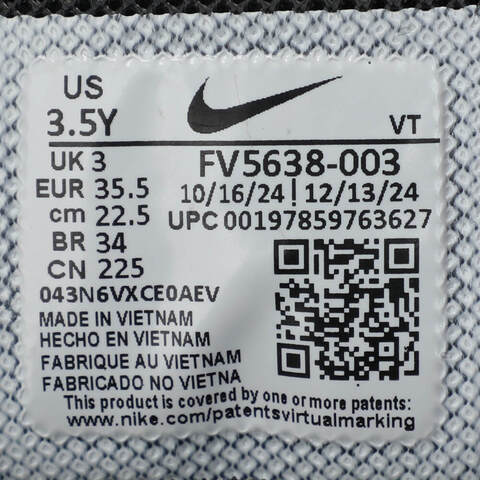 US
3.5Y
VT
UK 3
FV5638-003
EUR 35.5
10/16/24 | 12/13/24
cm 22.5
UPC 00197859763627
BR 34
CN 225
043N6VXCE0AEV
MADE IN VIETNAM
HECHO EN VIETNAM
FABRIQUE AU VIETNAM
FABRICADO NO VIETNA
This product is covered by one or more patents:
www.nike.com/patentsvirtualmarking